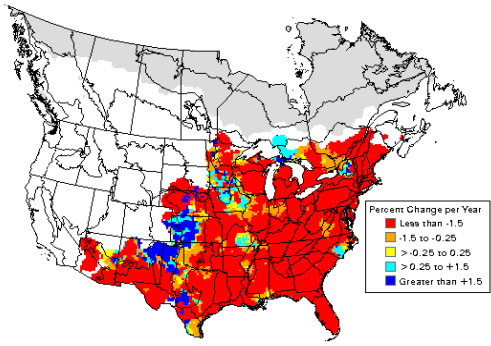 Percent Change per Year
Less than -1.5
-1.5 to -0.25
> -0.25 to 0.25
> 0.25 to +1.5
Greater than +1.5